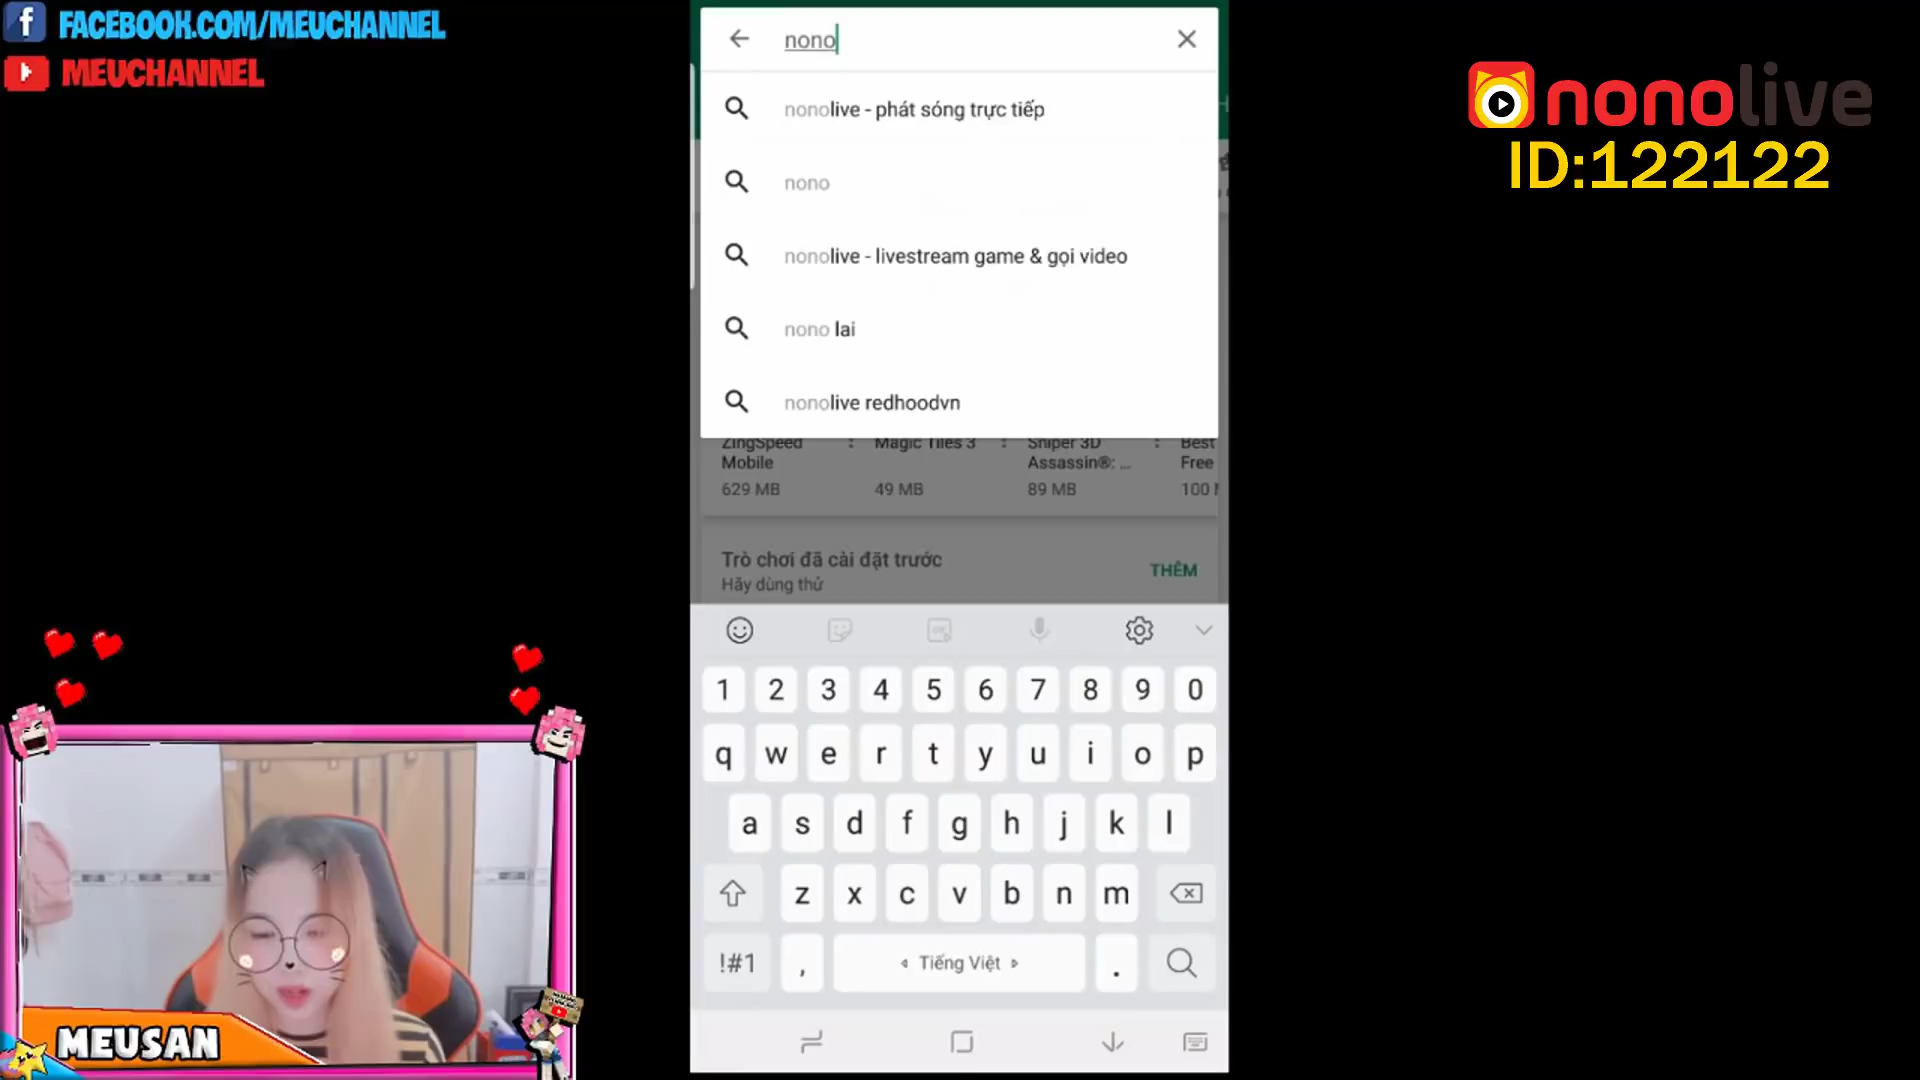 FACEBOOK.COM/MEUCHANNEL
MEUCHANNEL
nonolive
ID:122122
nono
nonolive - phát sóng trực tiếp
nono
nonolive - livestream game & gọi video
nono lai
nonolive redhoodvn
ZingSpeed Mobile
Magic Tiles 3
Sniper 3D Assassin®: ...
Best Free
629 MB
49 MB
89 MB
100
Trò chơi đã cài đặt trước
Hãy dùng thử
THÊM
1 2 3 4 5 6 7 8 9 0
q w e r t y u i o p
a s d f g h j k l
z x c v b n m
!#1 , Tiếng Việt .
MEUSAN